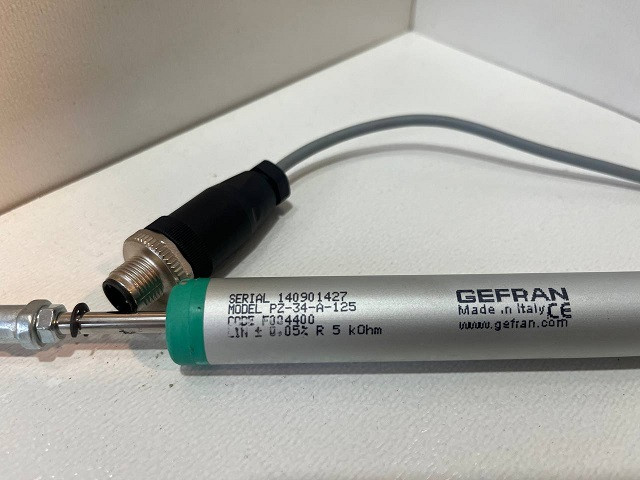 SERIAL 140901427
MODEL PZ-34-A-125
CODE F004400
LIN ± 0,05% R 5 kOhm
GEFRAN
Made in Italy CE
www.gefran.com